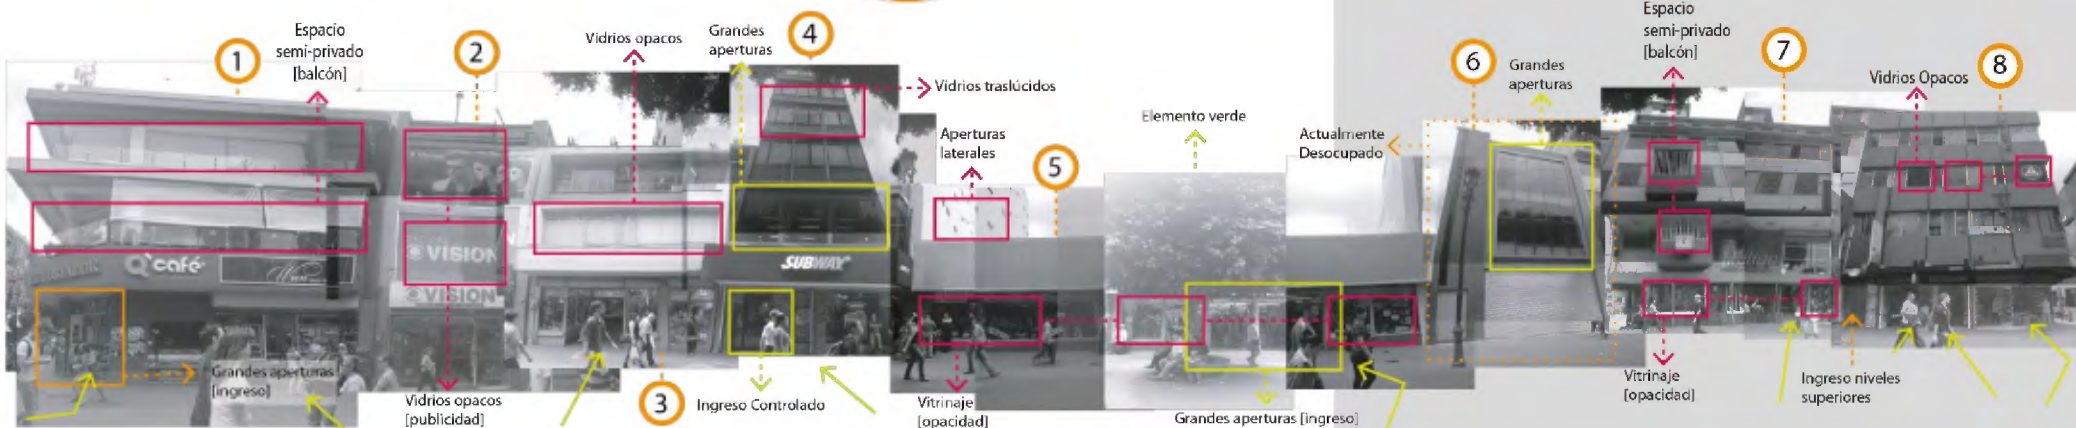 1
Espacio
semi-privado
[balcón]
2
Vidrios opacos
Grandes
aperturas
4
Vidrios traslúcidos
Aperturas
laterales
5
Elemento verde
Actualmente
Desocupado
6
Grandes
aperturas
Espacio
semi-privado
[balcón]
7
Vidrios Opacos
8
Q'café
VISION
VISION
SUBWAY
Grandes aperturas
[ingreso]
Vidrios opacos
[publicidad]
3
Ingreso Controlado
Vitrinaje
[opacidad]
Grandes aperturas [ingreso]
Vitrinaje
[opacidad]
Ingreso niveles
superiores